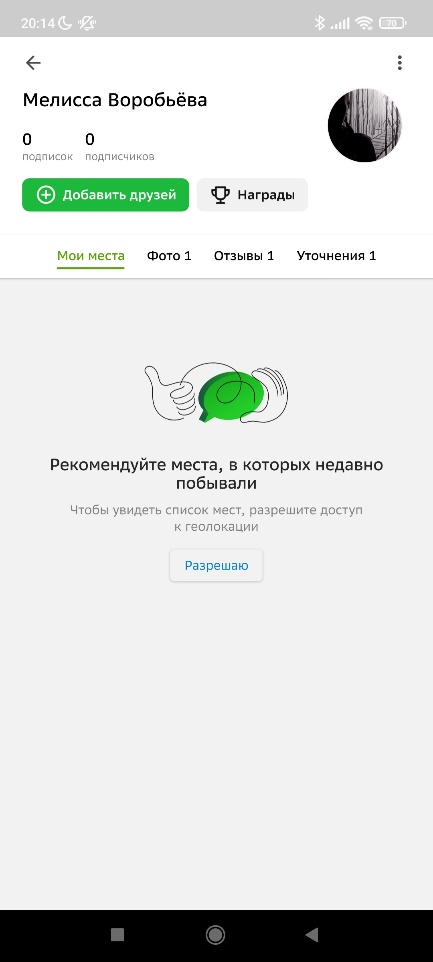 20:14
70
Мелисса Воробьёва
0 0
подписок подписчиков
Добавить друзей Награды
Мои места Фото 1 Отзывы 1 Уточнения 1
Рекомендуйте места, в которых недавно
побывали
Чтобы увидеть список мест, разрешите доступ
к геолокации
Разрешаю